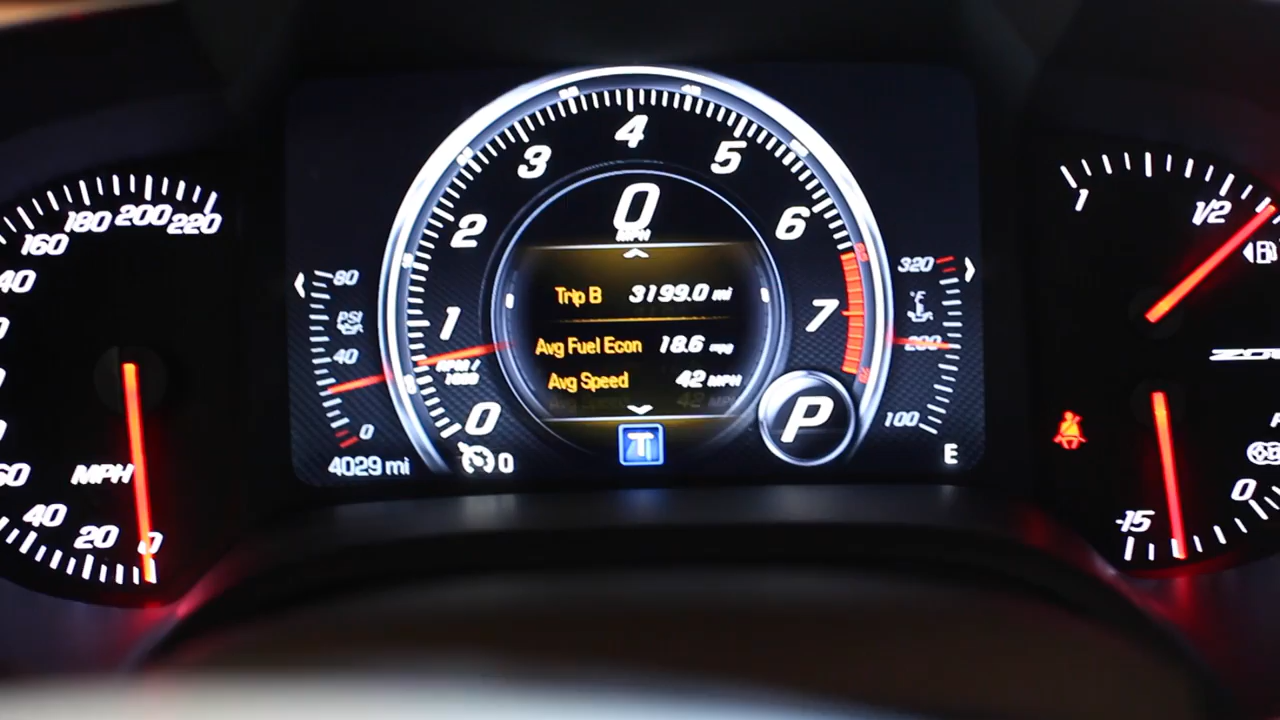 220
200
180
160
40
20
0
MPH
80
PSI
40
0
4029 mi
0
1
2
3
4
5
6
7
RPM / 1000
0
MPH
Trip B 3199.0 mi
Avg Fuel Econ 18.6 mpg
Avg Speed 42 MPH
0
T
P
320
200
100
E
1
1/2
-15
0